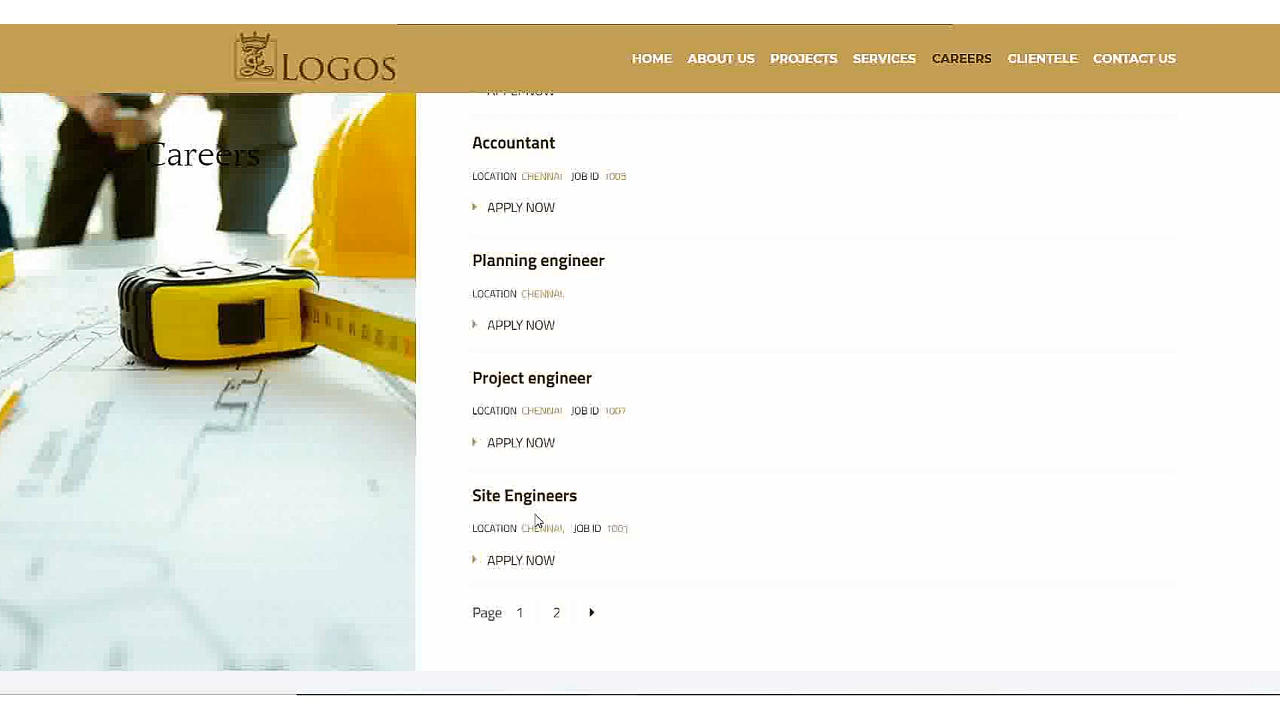 LOGOS
HOME ABOUT US PROJECTS SERVICES CAREERS CLIENTELE CONTACT US
Careers
APPLY NOW
Accountant
LOCATION CHENNAI JOB ID
APPLY NOW
Planning engineer
LOCATION CHENNAI,
APPLY NOW
Project engineer
LOCATION CHENNAI JOB ID 1007
APPLY NOW
Site Engineers
LOCATION CHENNAI, JOB ID
APPLY NOW
Page 1 2